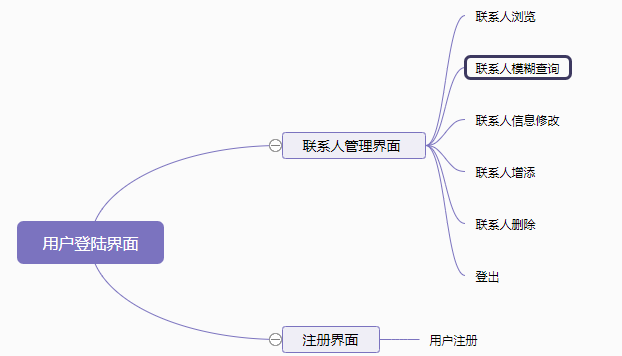 联系人浏览
联系人模糊查询
联系人管理界面
联系人信息修改
联系人增添
联系人删除
用户登陆界面
登出
注册界面
用户注册